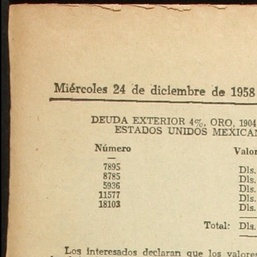 Miércoles 24 de diciembre de 1958
DEUDA EXTERIOR 4%, ORO, 1904
ESTADOS UNIDOS MEXICAN
Número Valor
7895 Dls.
8785 Dls.
5936 Dls.
11577 Dls.
18103 Dls.
Total: Dls.
Los interesados declaran que los valores